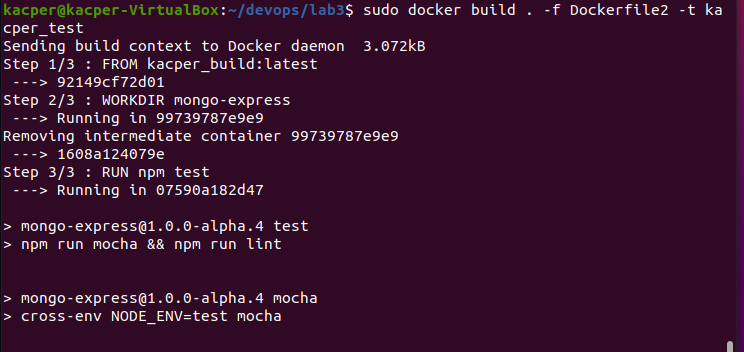 kacper@kacper-VirtualBox:~/devops/lab3$ sudo docker build . -f Dockerfile2 -t ka
cper_test
Sending build context to Docker daemon  3.072kB
Step 1/3 : FROM kacper_build:latest
 ---> 92149cf72d01
Step 2/3 : WORKDIR mongo-express
 ---> Running in 99739787e9e9
Removing intermediate container 99739787e9e9
 ---> 1608a124079e
Step 3/3 : RUN npm test
 ---> Running in 07590a182d47
> mongo-express@1.0.0-alpha.4 test
> npm run mocha && npm run lint
> mongo-express@1.0.0-alpha.4 mocha
> cross-env NODE_ENV=test mocha